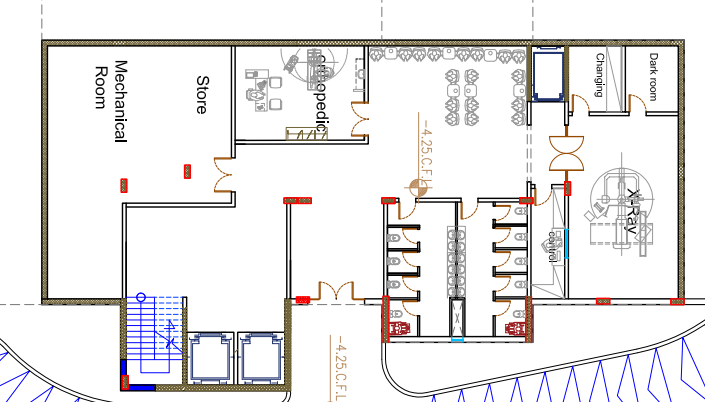 Mechanical
Room
Store
Orthopedic
-4.25.C.F.L
Changing
Dark room
X-Ray
control
-4.25.C.F.L